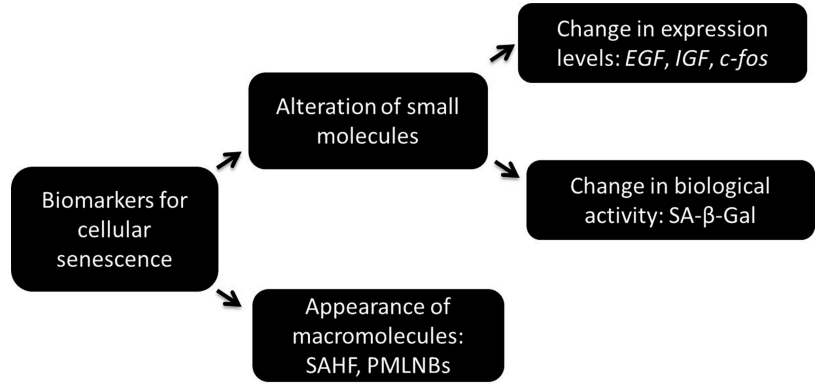 Change in expression
levels: EGF, IGF, c-fos
Alteration of small
molecules
Biomarkers for
cellular
senescence
Change in biological
activity: SA-β-Gal
Appearance of
macromolecules:
SAHF, PMLNBs